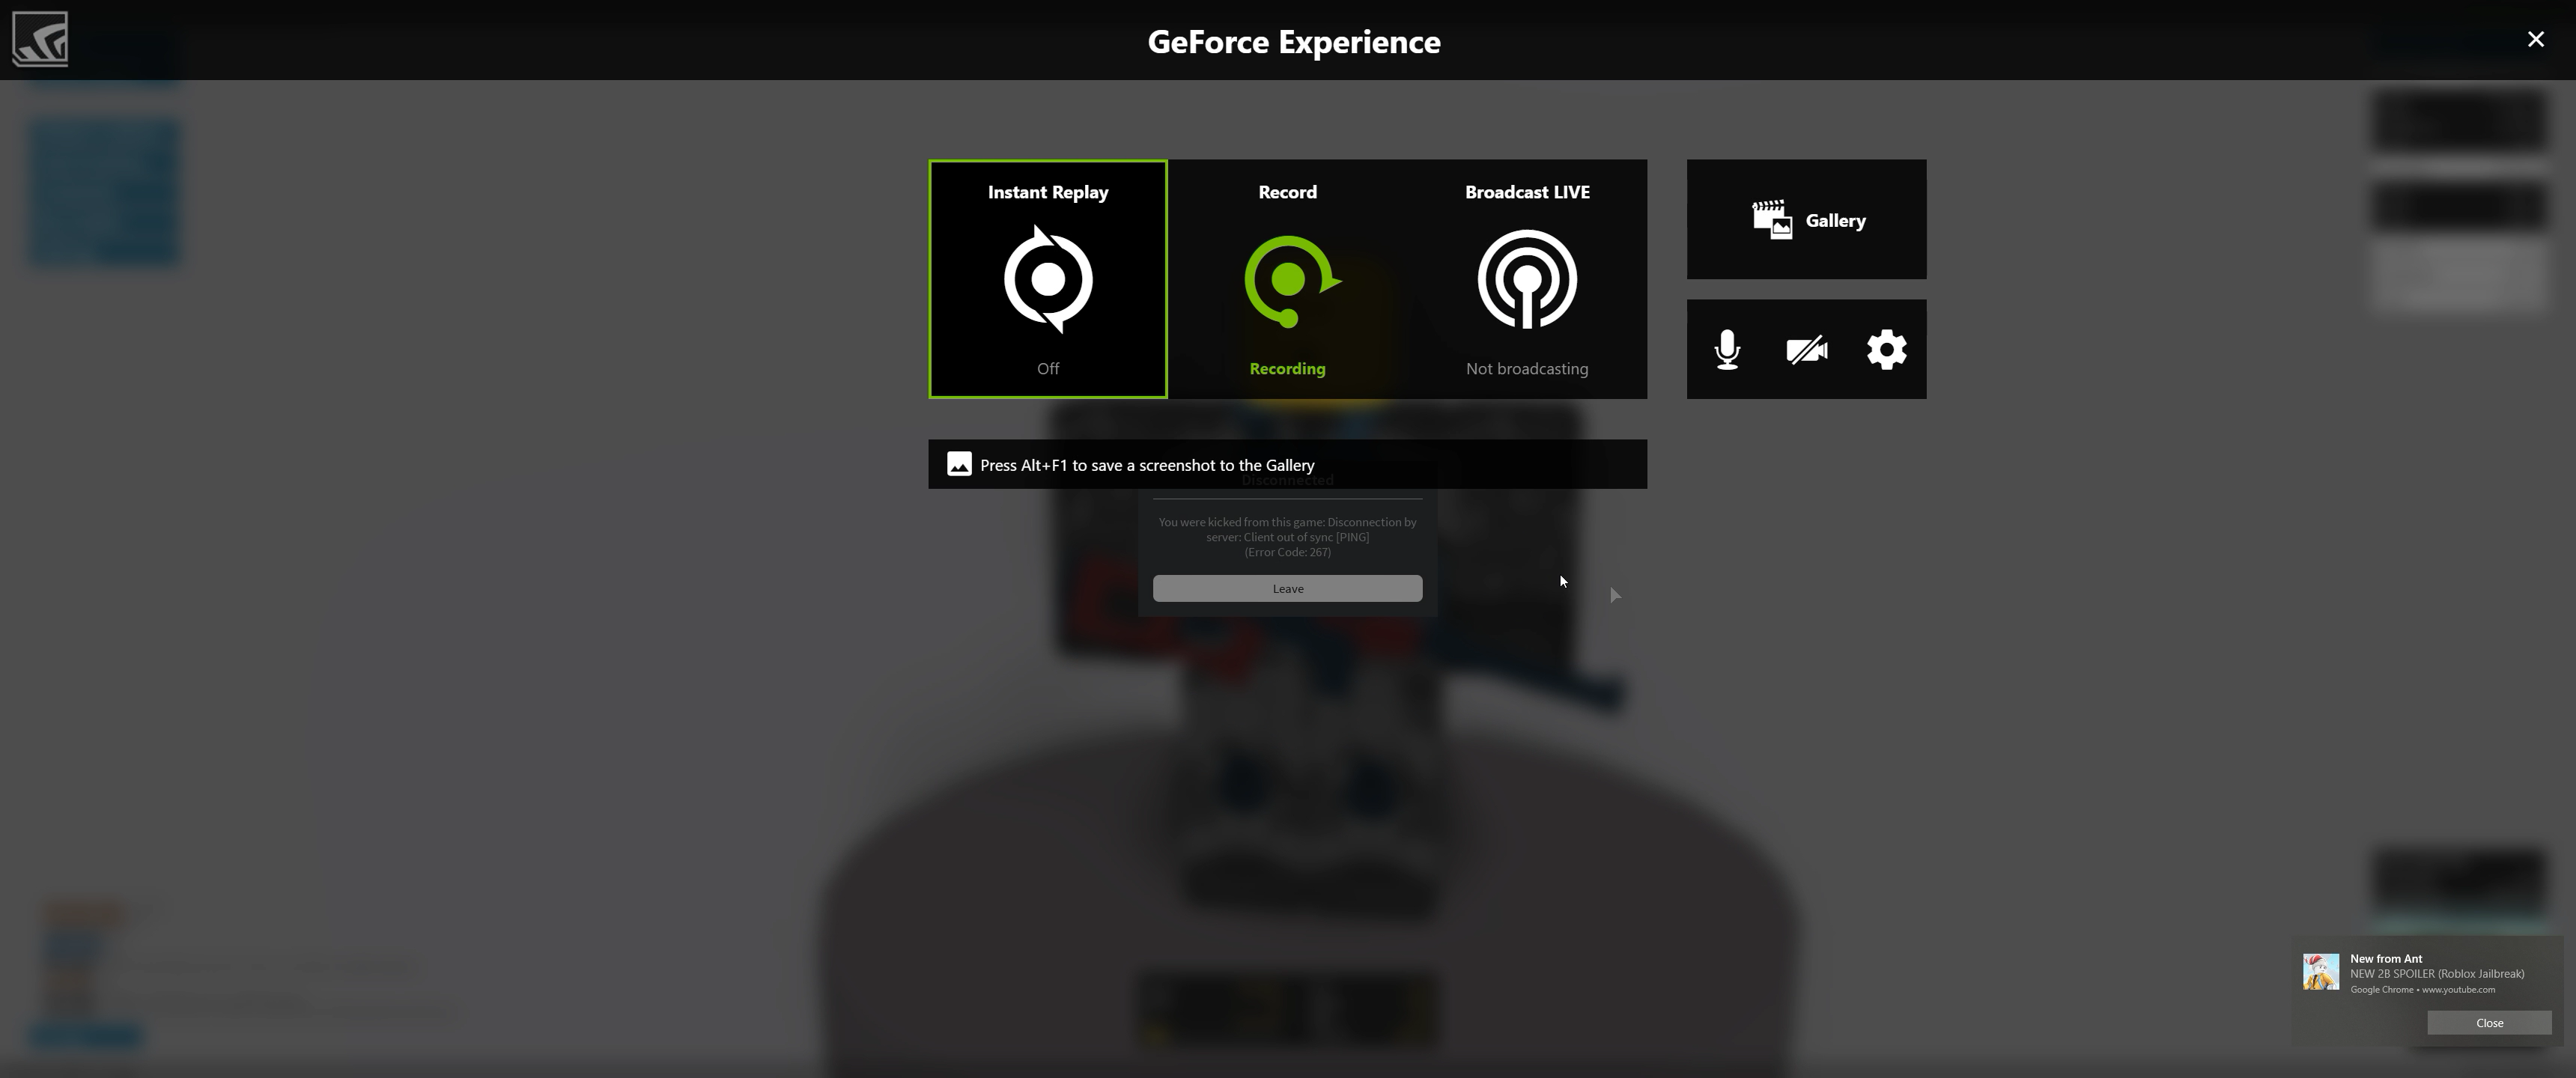 GeForce Experience
Instant Replay
Record
Broadcast LIVE
Gallery
Off
Recording
Not broadcasting
Press Alt+F1 to save a screenshot to the Gallery
Disconnected
You were kicked from this game: Disconnection by
server: Client out of sync [PING]
(Error Code: 267)
Leave
New from Ant
NEW 2B SPOILER (Roblox Jailbreak)
Google Chrome • www.youtube.com
Close